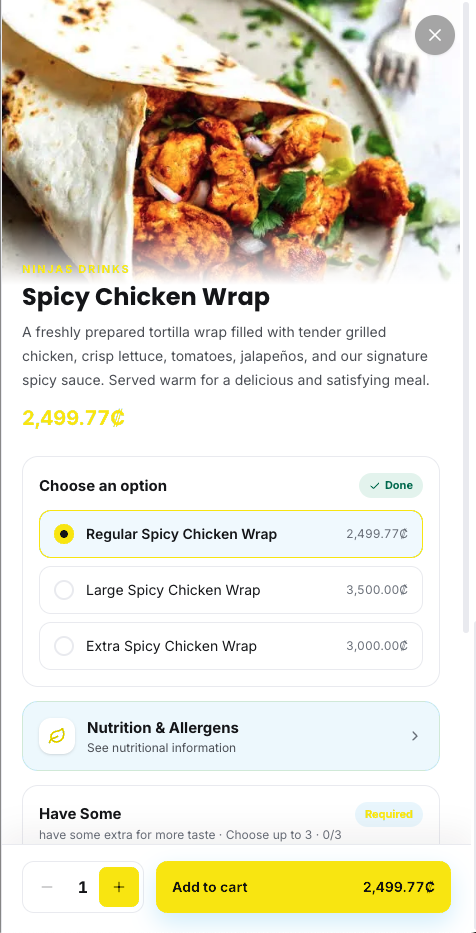 NINJAS DRINKS
Spicy Chicken Wrap
A freshly prepared tortilla wrap filled with tender grilled
chicken, crisp lettuce, tomatoes, jalapeños, and our signature
spicy sauce. Served warm for a delicious and satisfying meal.
2,499.77₡
Choose an option
Done
Regular Spicy Chicken Wrap 2,499.77₡
Large Spicy Chicken Wrap 3,500.00₡
Extra Spicy Chicken Wrap 3,000.00₡
Nutrition & Allergens
See nutritional information
Have Some
Required
have some extra for more taste · Choose up to 3 · 0/3
1
Add to cart 2,499.77₡